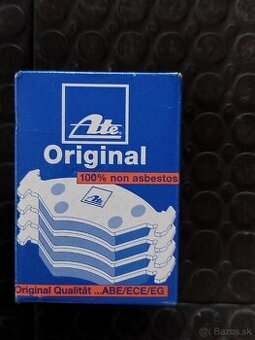 Ate
Original
100% non asbestos
Ate
Original Qualität ...ABE/ECE/EG
Bazos.sk